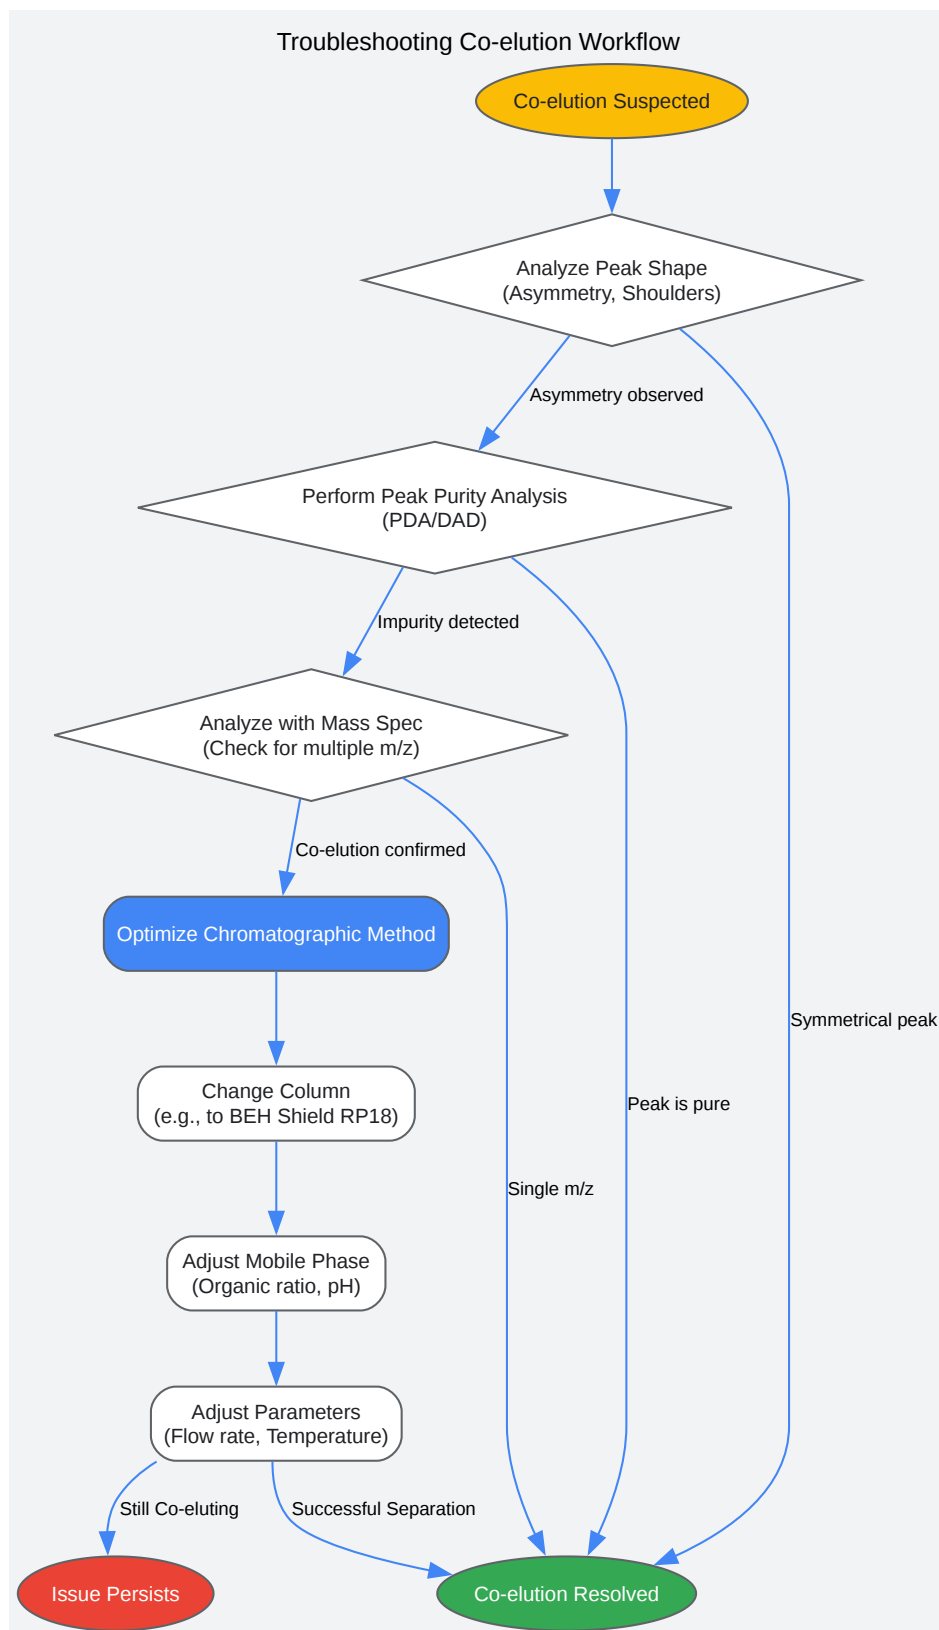 Troubleshooting Co-elution Workflow
Co-elution Suspected
Analyze Peak Shape
(Asymmetry, Shoulders)
Asymmetry observed
Perform Peak Purity Analysis
(PDA/DAD)
Impurity detected
Analyze with Mass Spec
(Check for multiple m/z)
Co-elution confirmed
Optimize Chromatographic Method
Symmetrical peak
Change Column
(e.g., to BEH Shield RP18)
Peak is pure
Single m/z
Adjust Mobile Phase
(Organic ratio, pH)
Adjust Parameters
(Flow rate, Temperature)
Still Co-eluting
Successful Separation
Issue Persists
Co-elution Resolved